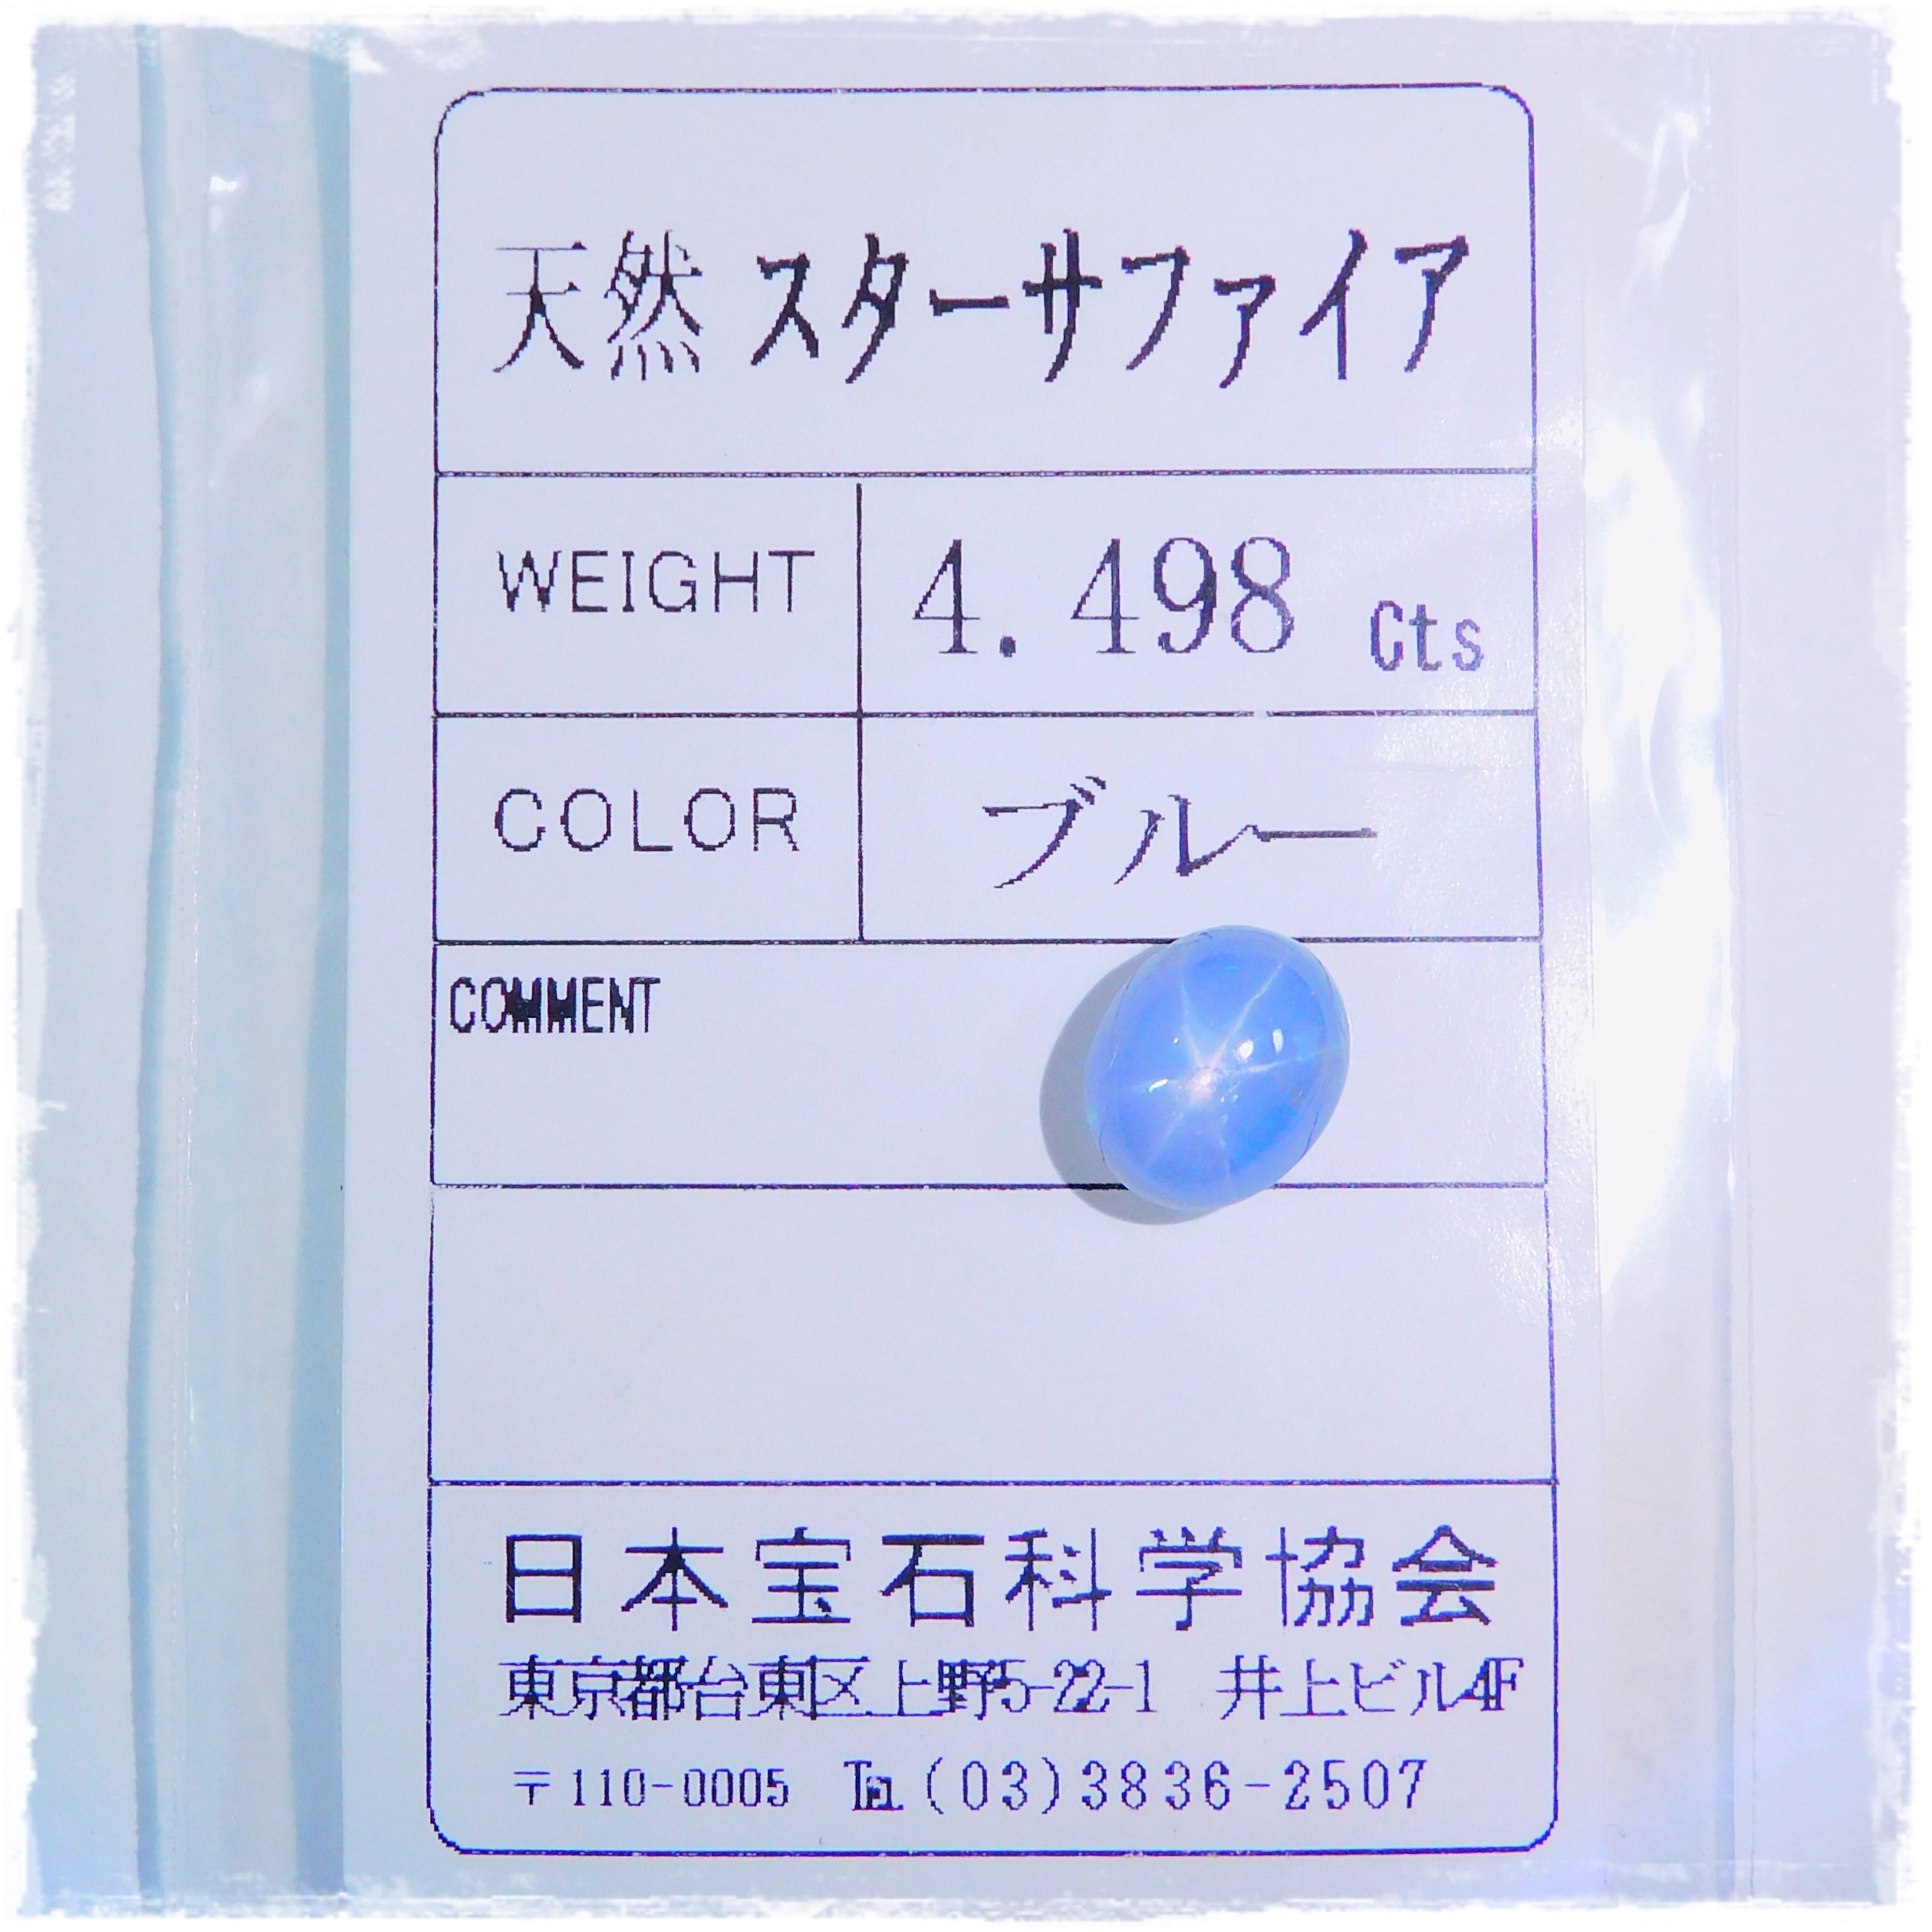 天然 スターサファイア
WEIGHT 4.498 Cts
COLOR ブルー
COMMENT
日本宝石科学協会
東京都台東区上野5-22-1 井上ビル4F
〒110-0005 Tel (03)3836-2507